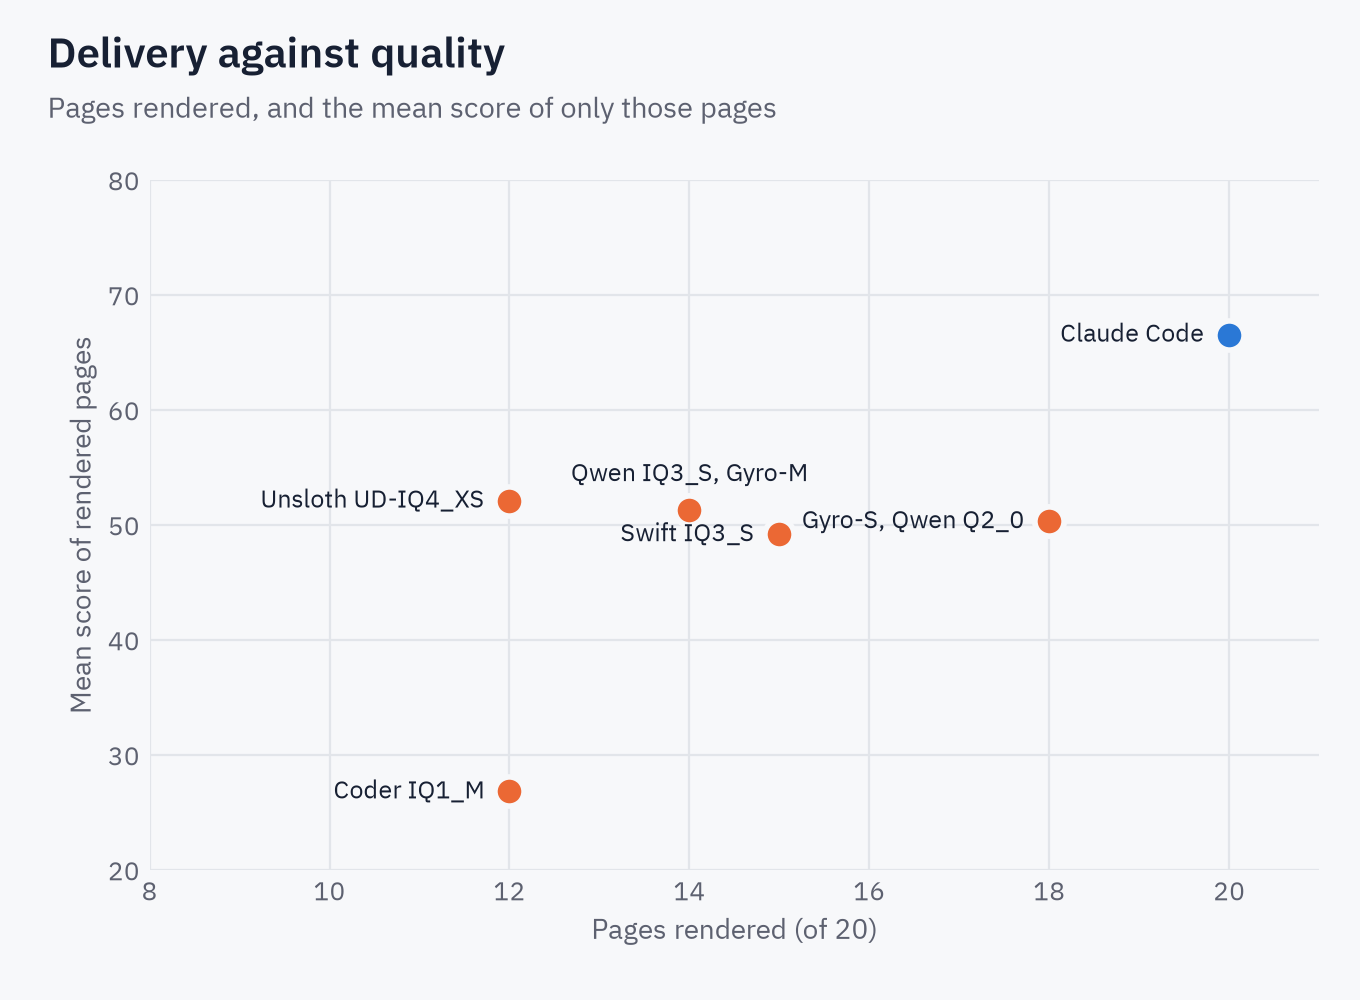 Delivery against quality
Pages rendered, and the mean score of only those pages
80
70
60
50
40
30
20
Mean score of rendered pages
Claude Code
Qwen IQ3_S, Gyro-M
Unsloth UD-IQ4_XS
Gyro-S, Qwen Q2_0
Swift IQ3_S
Coder IQ1_M
8 10 12 14 16 18 20
Pages rendered (of 20)